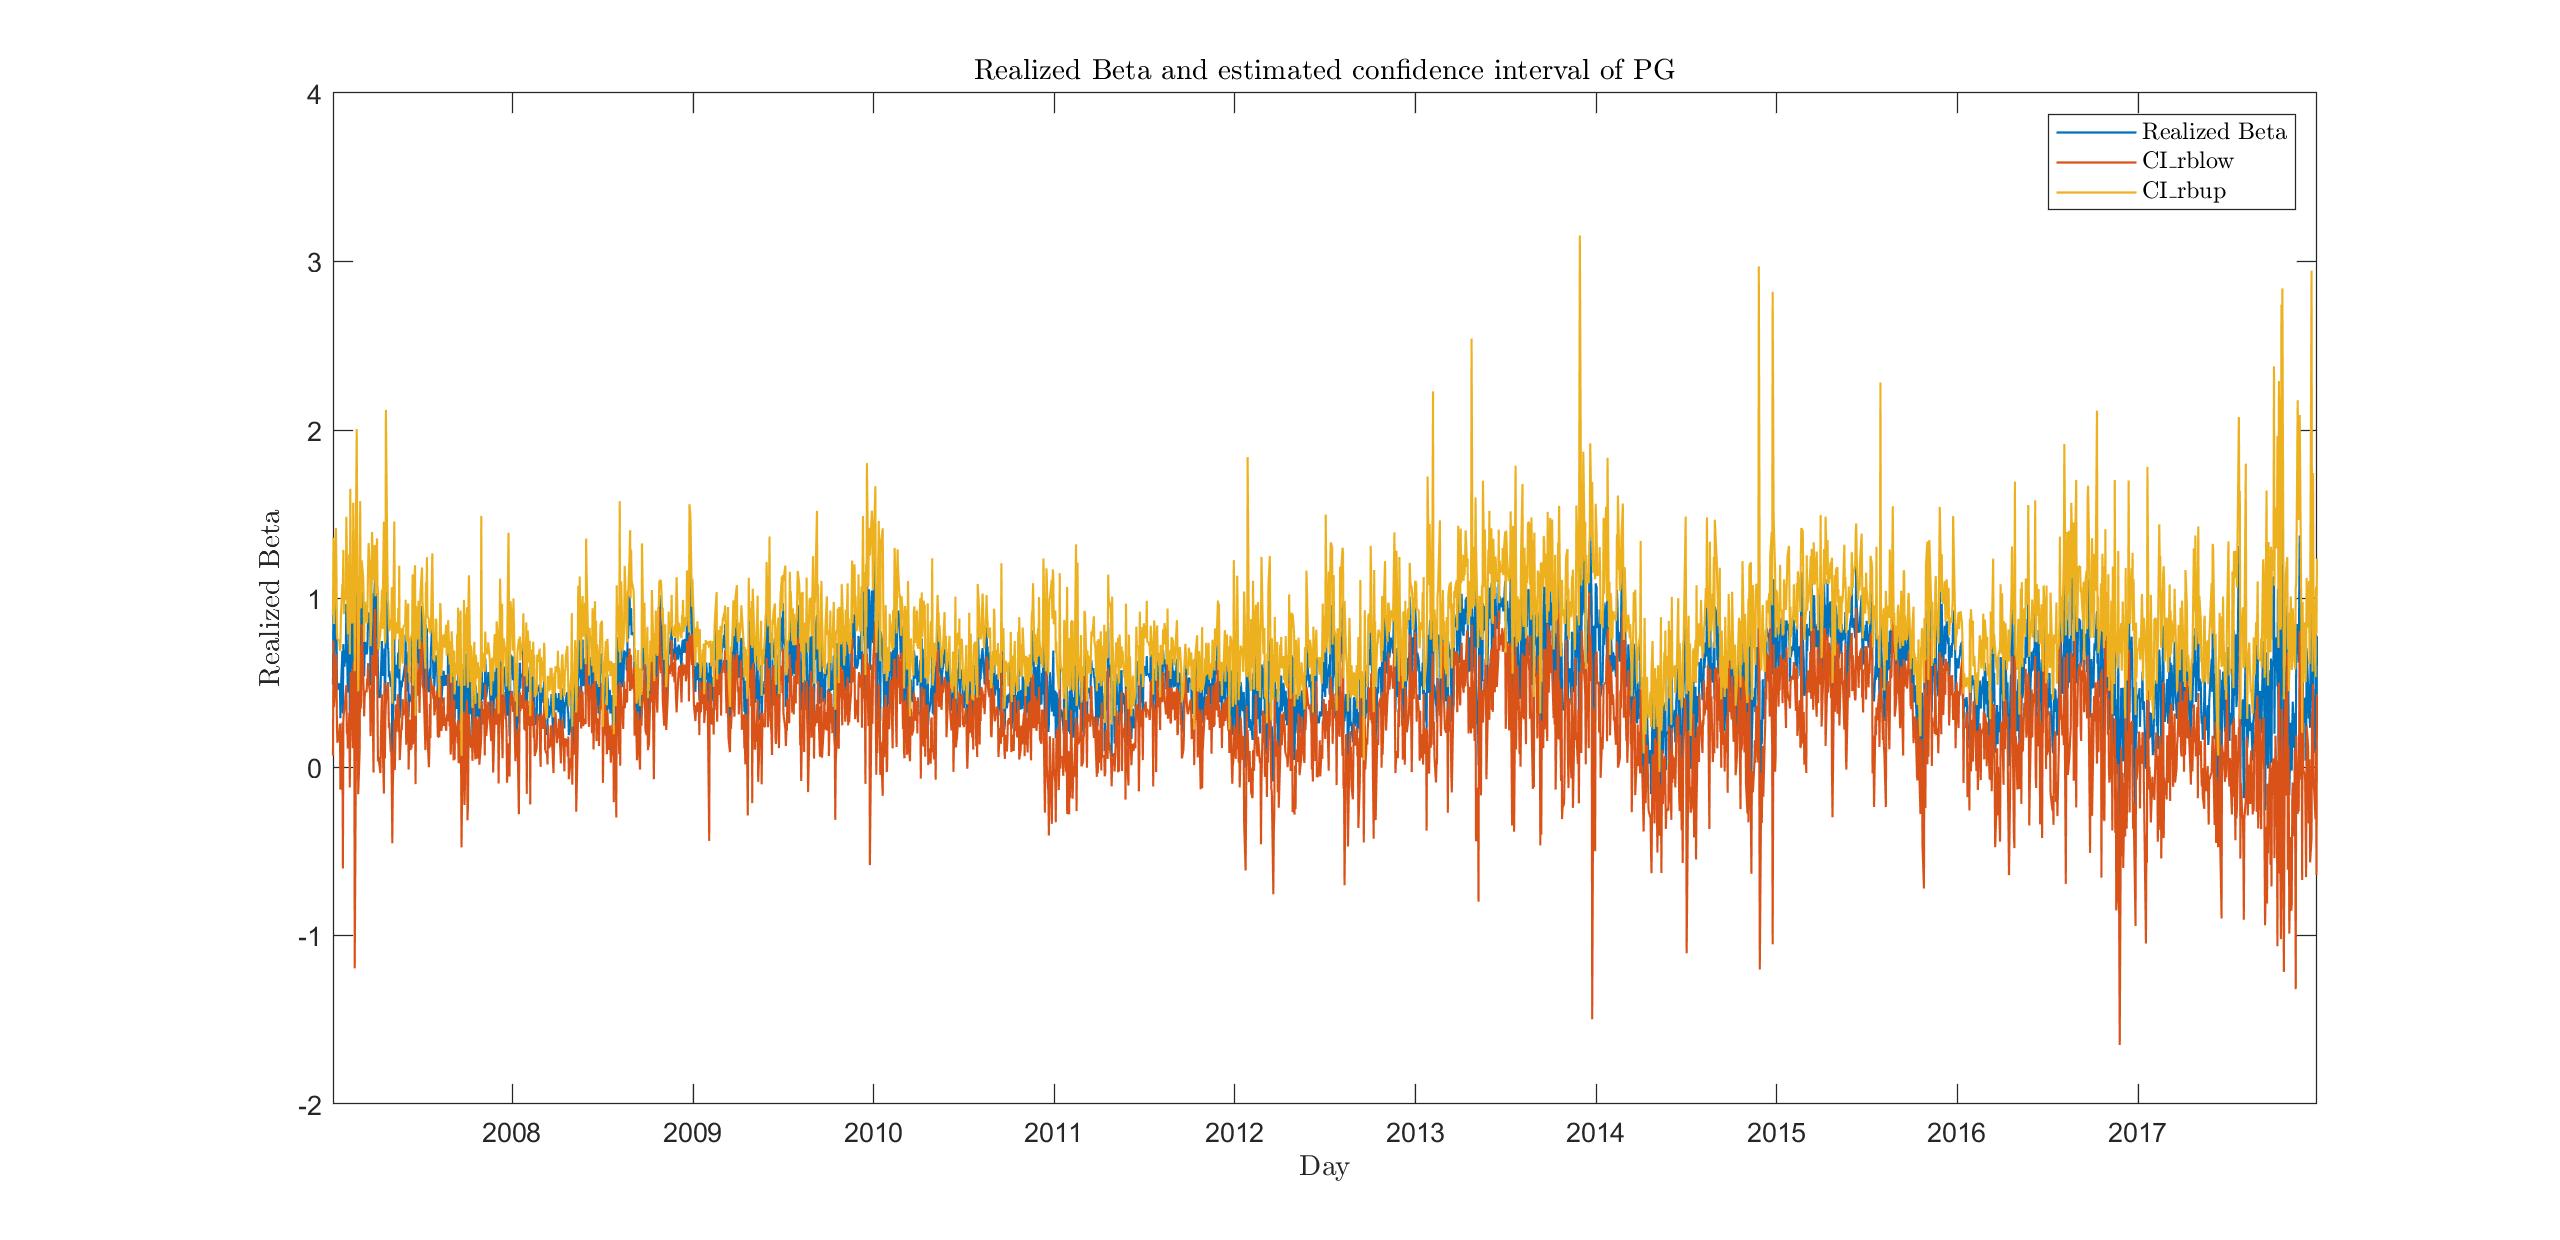 Realized Beta and estimated confidence interval of PG
4
3
2
1
0
-1
-2
Realized Beta
Realized Beta
CI_rblow
CI_rbup
2008
2009
2010
2011
2012
2013
2014
2015
2016
2017
Day